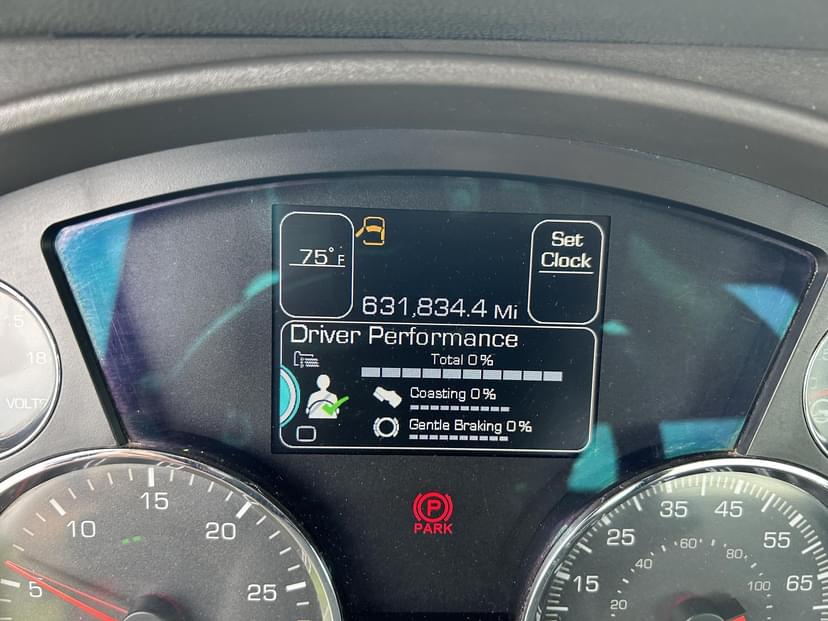 75°F
Set
Clock
631,834.4 Mi
Driver Performance
Total 0%
Coasting 0%
Gentle Braking 0%
P
PARK
18
VOLTS
5
10
15
20
25
15
25
35
45
55
65
20
40
60
80
100